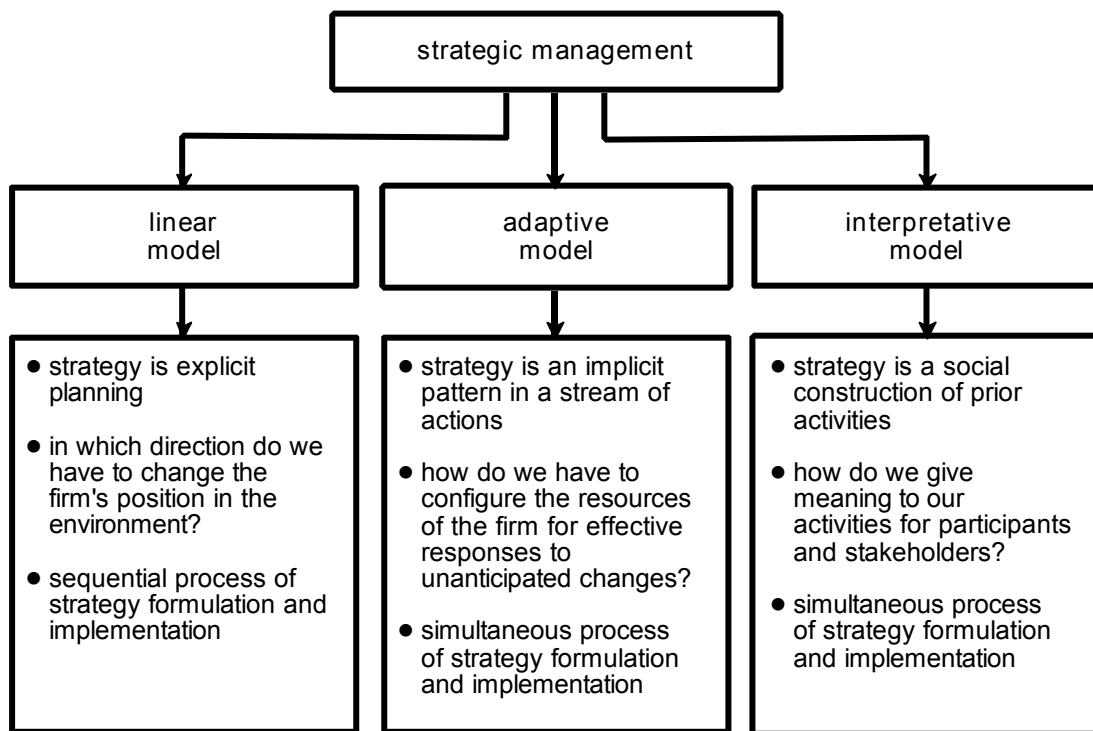 strategic management
linear
model
adaptive
model
interpretative
model
● strategy is explicit
planning
● in which direction do we
have to change the
firm's position in the
environment?
● sequential process of
strategy formulation and
implementation
● strategy is an implicit
pattern in a stream of
actions
● how do we have to
configure the resources
of the firm for effective
responses to
unanticipated changes?
● simultaneous process
of strategy formulation
and implementation
● strategy is a social
construction of prior
activities
● how do we give
meaning to our
activities for participants
and stakeholders?
● simultaneous process
of strategy formulation
and implementation